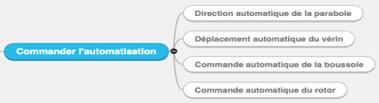 Direction automatique de la parabole
Déplacement automatique du vérin
Commander l'automatisation
Commande automatique de la boussole
Commande automatique du rotor